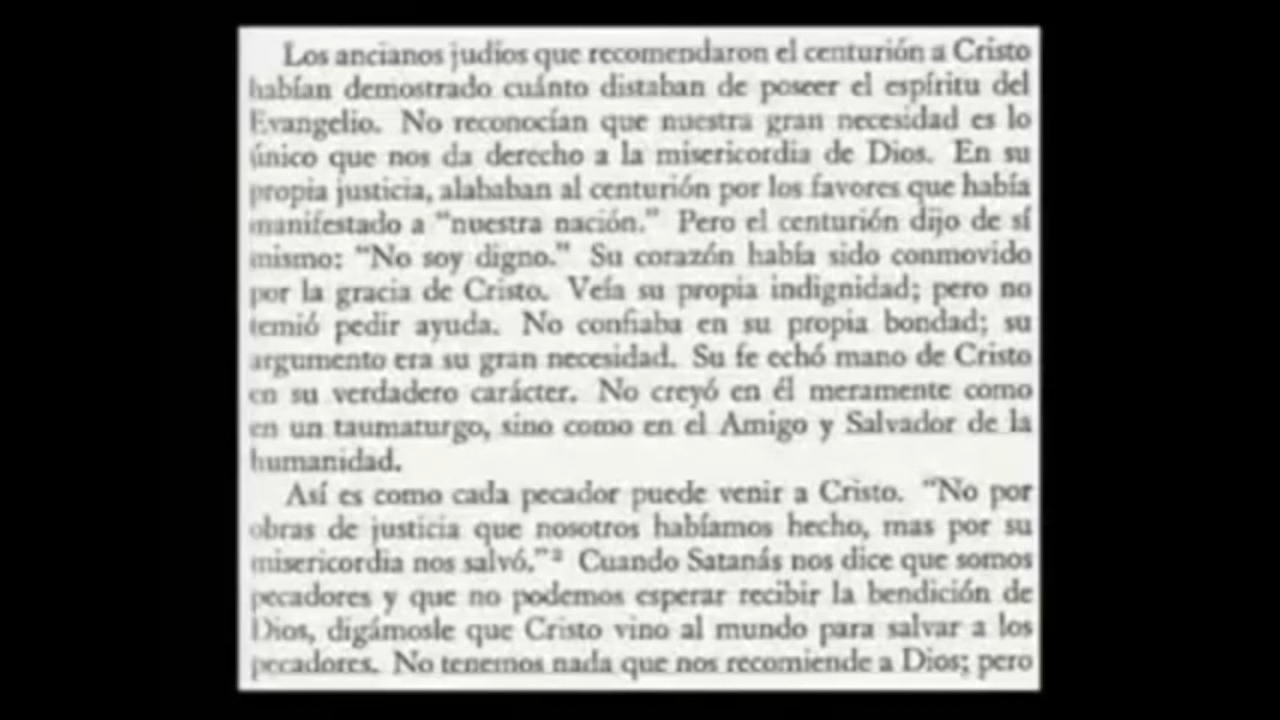 Los ancianos judíos que recomendaron el centurión a Cristo
habían demostrado cuánto distaban de poseer el espíritu del
Evangelio. No reconocían que nuestra gran necesidad es lo
único que nos da derecho a la misericordia de Dios. En su
propia justicia, alababan al centurión por los favores que había
manifestado a “nuestra nación.” Pero el centurión dijo de sí
mismo: “No soy digno.” Su corazón había sido conmovido
por la gracia de Cristo. Veía su propia indignidad; pero no
temió pedir ayuda. No confiaba en su propia bondad; su
argumento era su gran necesidad. Su fe echó mano de Cristo
en su verdadero carácter. No creyó en él meramente como
en un taumaturgo, sino como en el Amigo y Salvador de la
humanidad.
Así es como cada pecador puede venir a Cristo. “No por
obras de justicia que nosotros habíamos hecho, mas por su
misericordia nos salvó.”² Cuando Satanás nos dice que somos
pecadores y que no podemos esperar recibir la bendición de
Dios, digámosle que Cristo vino al mundo para salvar a los
pecadores. No tenemos nada que nos recomiende a Dios; pero